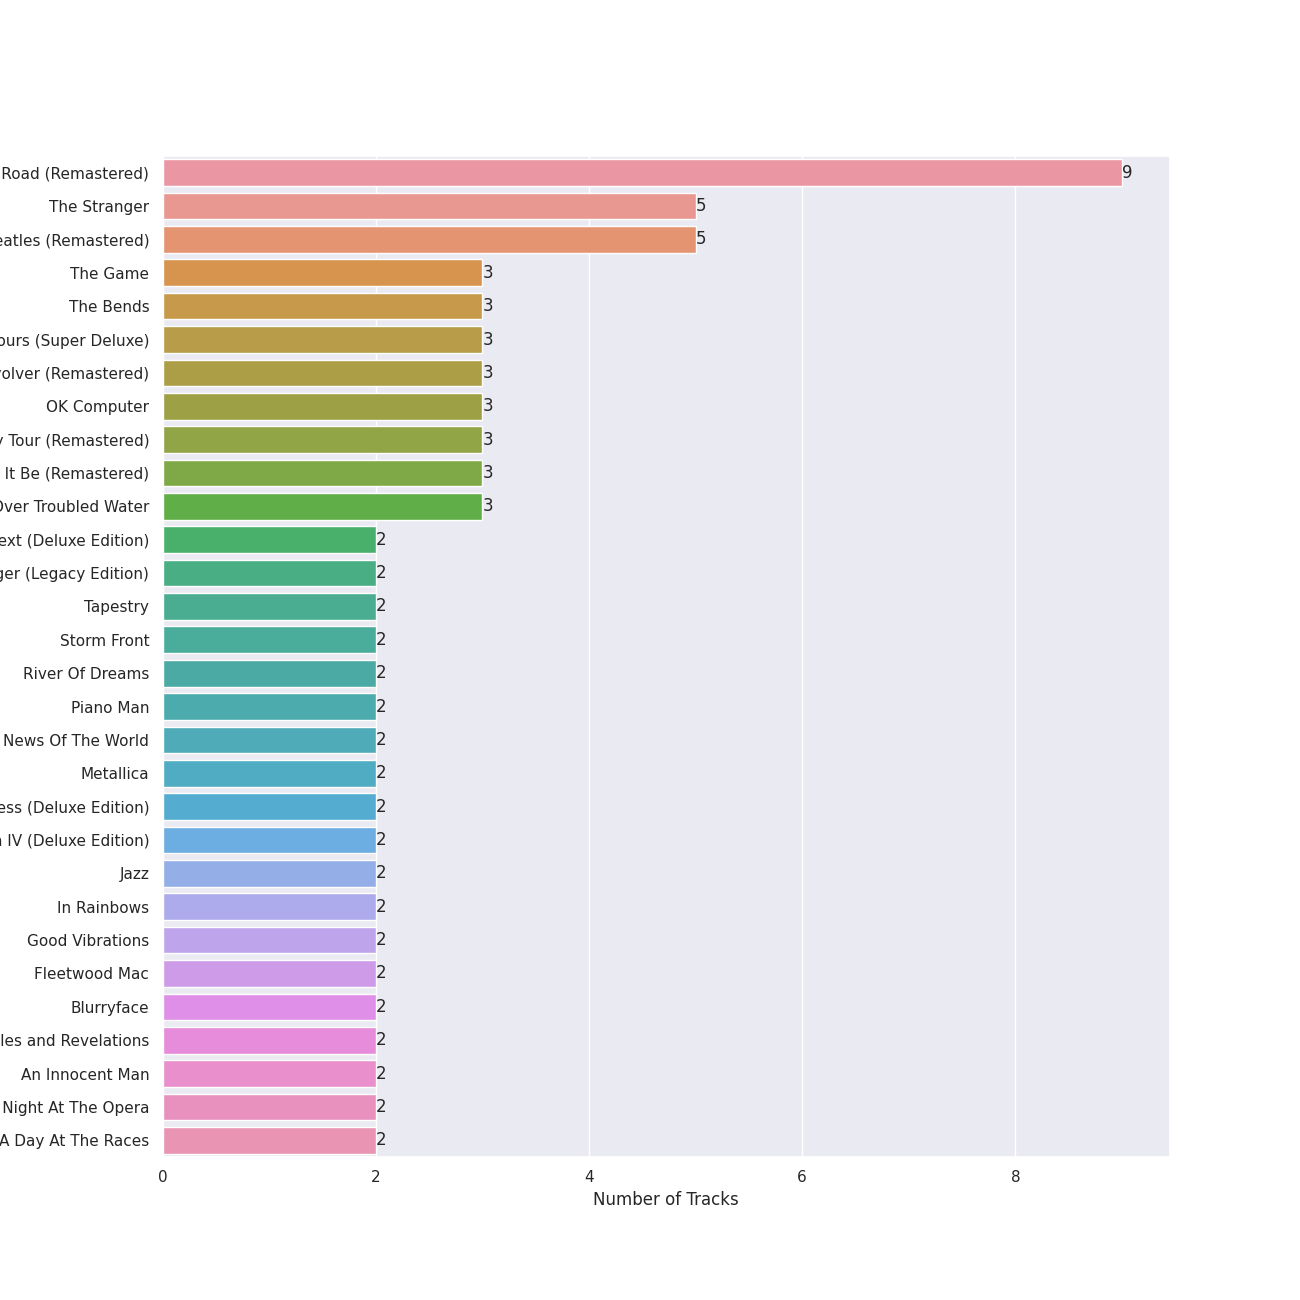 Road (Remastered) 9
The Stranger 5
eatles (Remastered) 5
The Game 3
The Bends 3
ours (Super Deluxe) 3
olver (Remastered) 3
OK Computer 3
y Tour (Remastered) 3
It Be (Remastered) 3
Over Troubled Water 3
ext (Deluxe Edition) 2
ger (Legacy Edition) 2
Tapestry 2
Storm Front 2
River Of Dreams 2
Piano Man 2
News Of The World 2
Metallica 2
ess (Deluxe Edition) 2
IV (Deluxe Edition) 2
Jazz 2
In Rainbows 2
Good Vibrations 2
Fleetwood Mac 2
Blurryface 2
les and Revelations 2
An Innocent Man 2
Night At The Opera 2
A Day At The Races 2
0 2 4 6 8
Number of Tracks